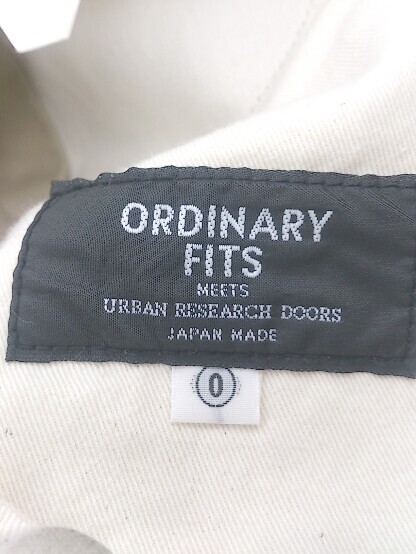 ORDINARY
FITS
MEETS
URBAN RESEARCH DOORS
JAPAN MADE
0